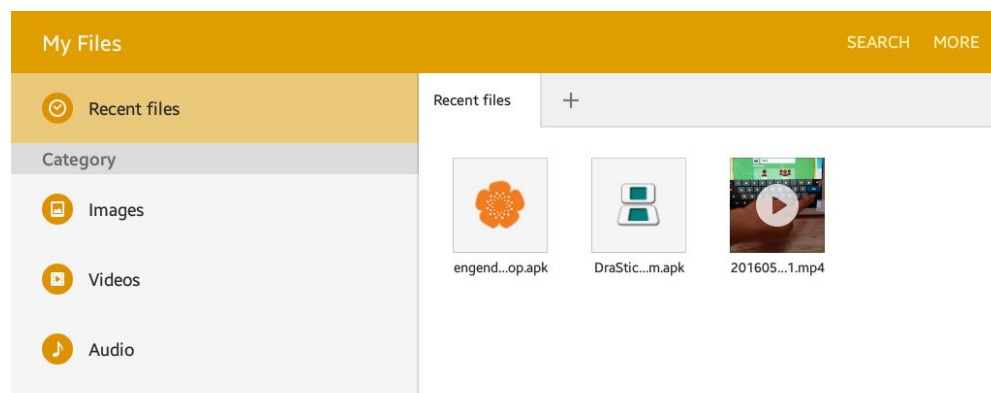 My Files
SEARCH MORE
Recent files
Category
Images
Videos
Audio
Recent files +
engend...op.apk
DraStic...m.apk
201605...1.mp4